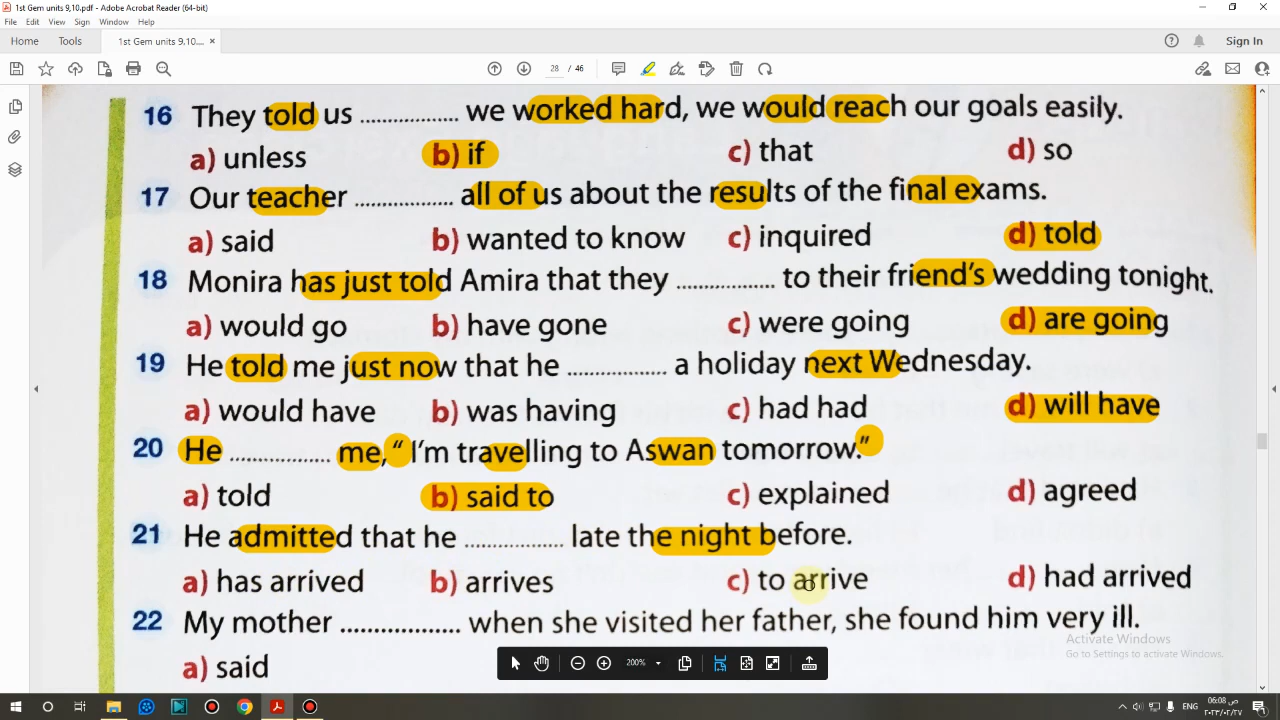 1st Gem units 9,10.pdf - Adobe Acrobat Reader (64-bit)
File Edit View Sign Window Help
Home Tools 1st Gem units 9,10.... × Sign In
28 / 46
16 They told us ................ we worked hard, we would reach our goals easily.
a) unless b) if c) that d) so
17 Our teacher ................ all of us about the results of the final exams.
a) said b) wanted to know c) inquired d) told
18 Monira has just told Amira that they ................ to their friend's wedding tonight.
a) would go b) have gone c) were going d) are going
19 He told me just now that he ................ a holiday next Wednesday.
a) would have b) was having c) had had d) will have
20 He ................ me, " I'm travelling to Aswan tomorrow."
a) told b) said to c) explained d) agreed
21 He admitted that he ................ late the night before.
a) has arrived b) arrives c) to arrive d) had arrived
22 My mother ................... when she visited her father, she found him very ill.
a) said
Activate Windows
Go to Settings to activate Windows.
200%
ENG 06:08 ص
٢٠٢٣/٠٢/٢٧